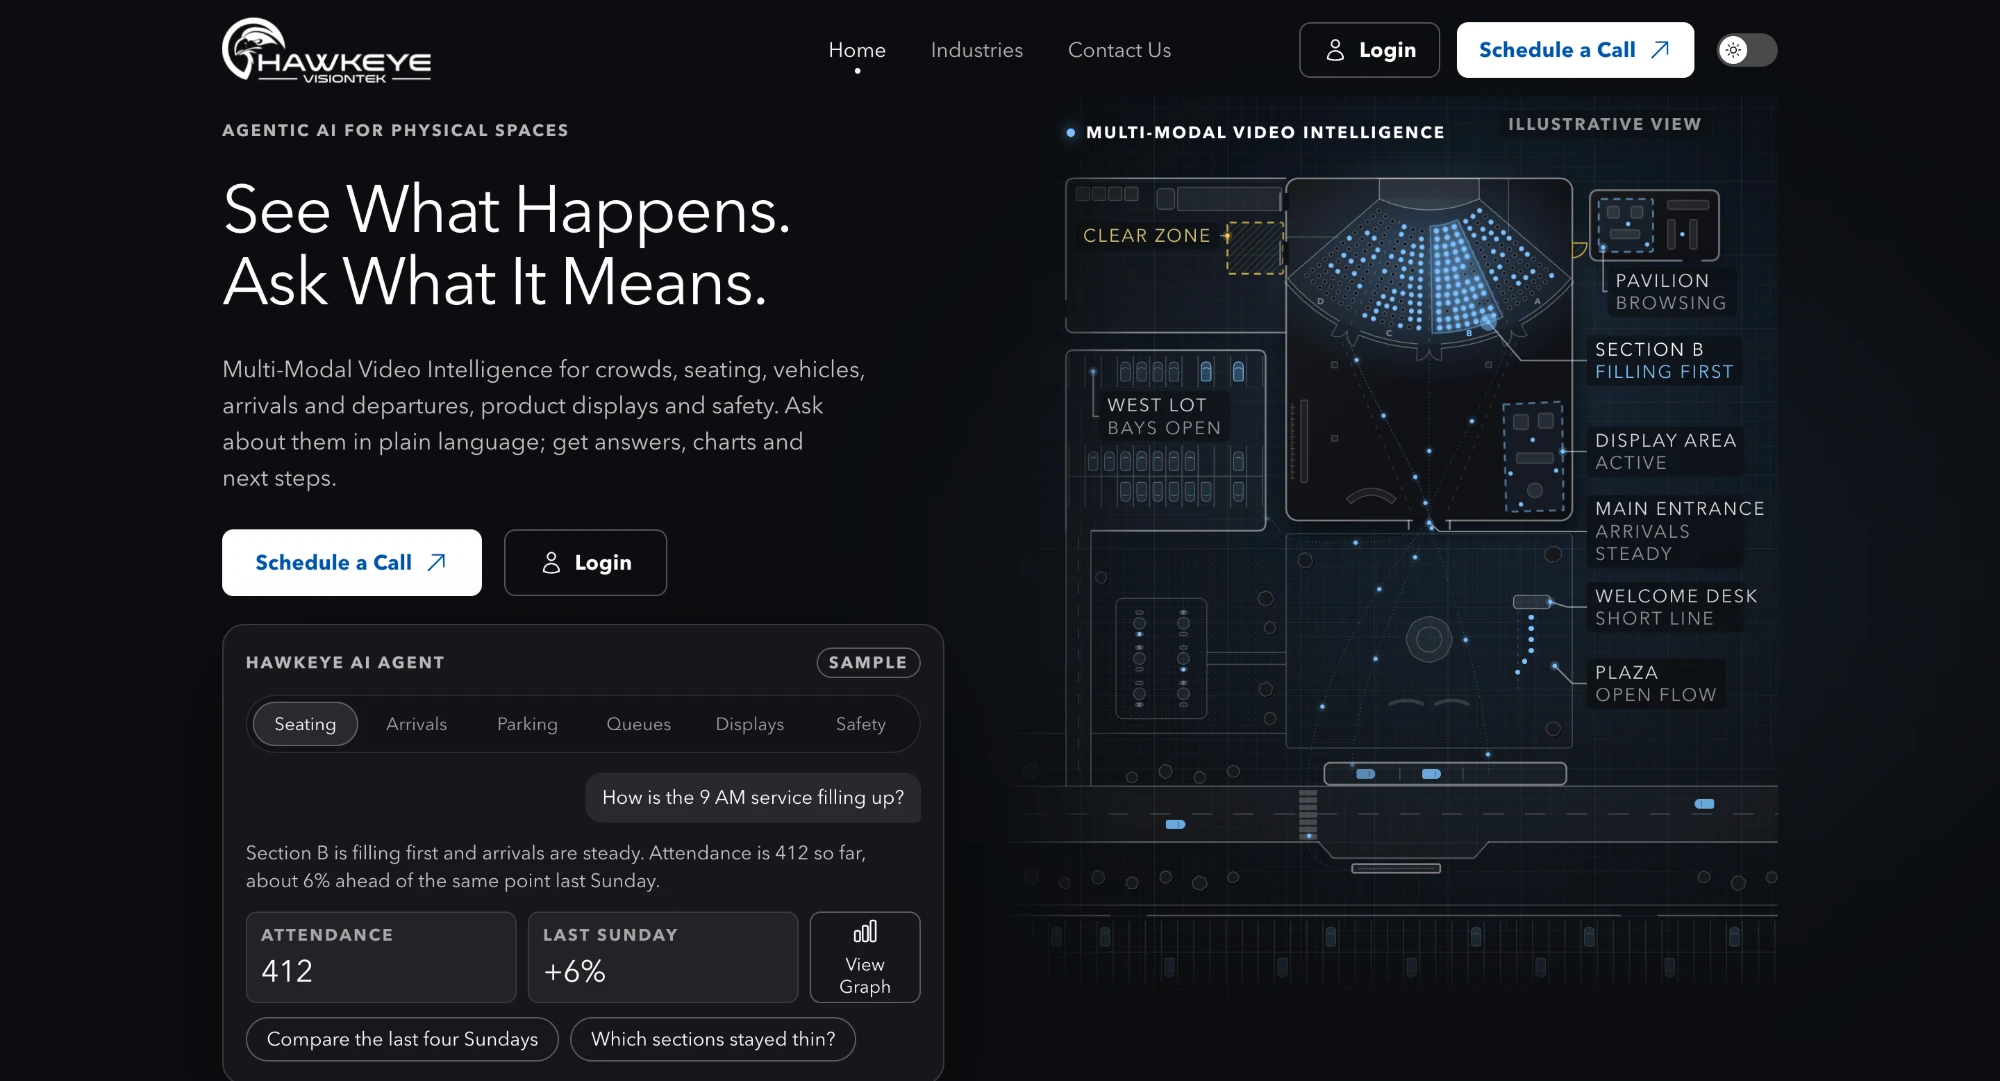 HAWKEYE
VISIONTEK
Home
Industries
Contact Us
Login
Schedule a Call
AGENTIC AI FOR PHYSICAL SPACES
See What Happens.
Ask What It Means.
Multi-Modal Video Intelligence for crowds, seating, vehicles,
arrivals and departures, product displays and safety. Ask
about them in plain language; get answers, charts and
next steps.
Schedule a Call
Login
HAWKEYE AI AGENT
SAMPLE
Seating
Arrivals
Parking
Queues
Displays
Safety
How is the 9 AM service filling up?
Section B is filling first and arrivals are steady. Attendance is 412 so far,
about 6% ahead of the same point last Sunday.
ATTENDANCE
412
LAST SUNDAY
+6%
View
Graph
Compare the last four Sundays
Which sections stayed thin?
MULTI-MODAL VIDEO INTELLIGENCE
ILLUSTRATIVE VIEW
CLEAR ZONE
D
C
B
A
PAVILION
BROWSING
SECTION B
FILLING FIRST
WEST LOT
BAYS OPEN
DISPLAY AREA
ACTIVE
MAIN ENTRANCE
ARRIVALS
STEADY
WELCOME DESK
SHORT LINE
PLAZA
OPEN FLOW